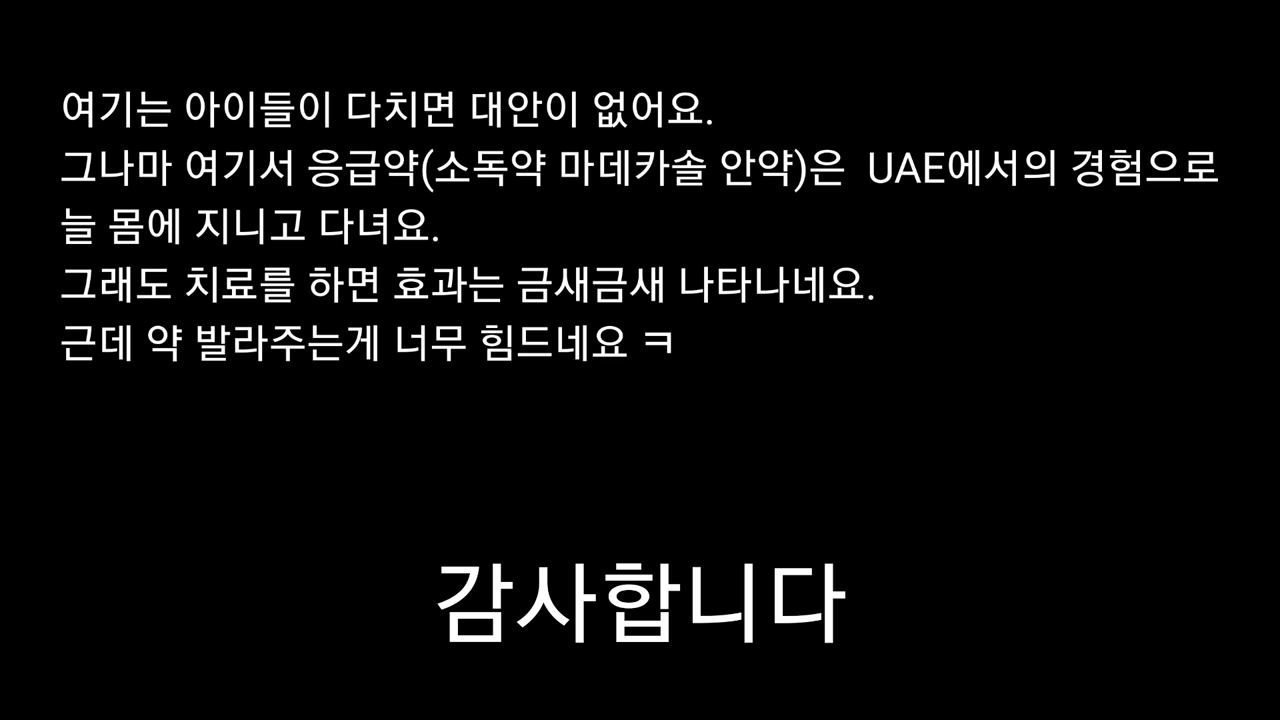 여기는 아이들이 다치면 대안이 없어요.
그나마 여기서 응급약(소독약 마데카솔 안약)은  UAE에서의 경험으로
늘 몸에 지니고 다녀요.
그래도 치료를 하면 효과는 금새금새 나타나네요.
근데 약 발라주는게 너무 힘드네요 ㅋ
감사합니다